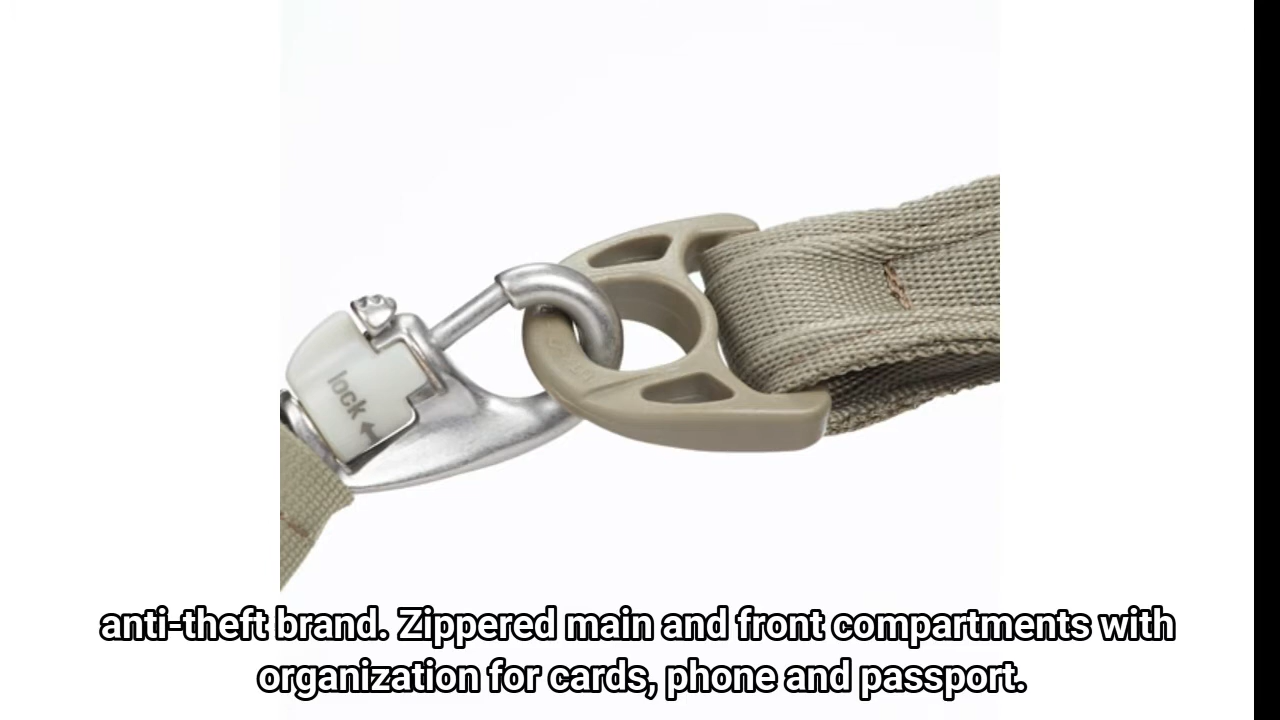 lock
anti-theft brand. Zippered main and front compartments with
organization for cards, phone and passport.